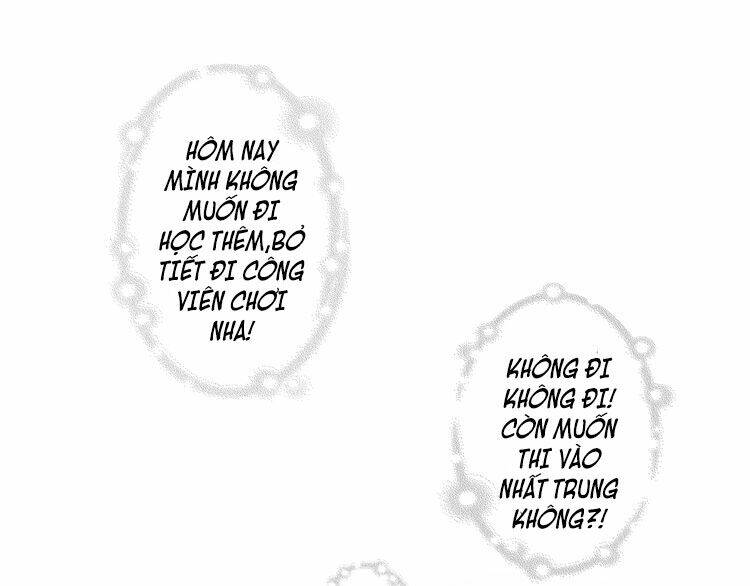 HÔM NAY
MÌNH KHÔNG
MUỐN ĐI
HỌC THÊM,BỎ
TIẾT ĐI CÔNG
VIÊN CHƠI
NHA!
KHÔNG ĐI
KHÔNG ĐI!
CÒN MUỐN
THI VÀO
NHẤT TRUNG
KHÔNG?!